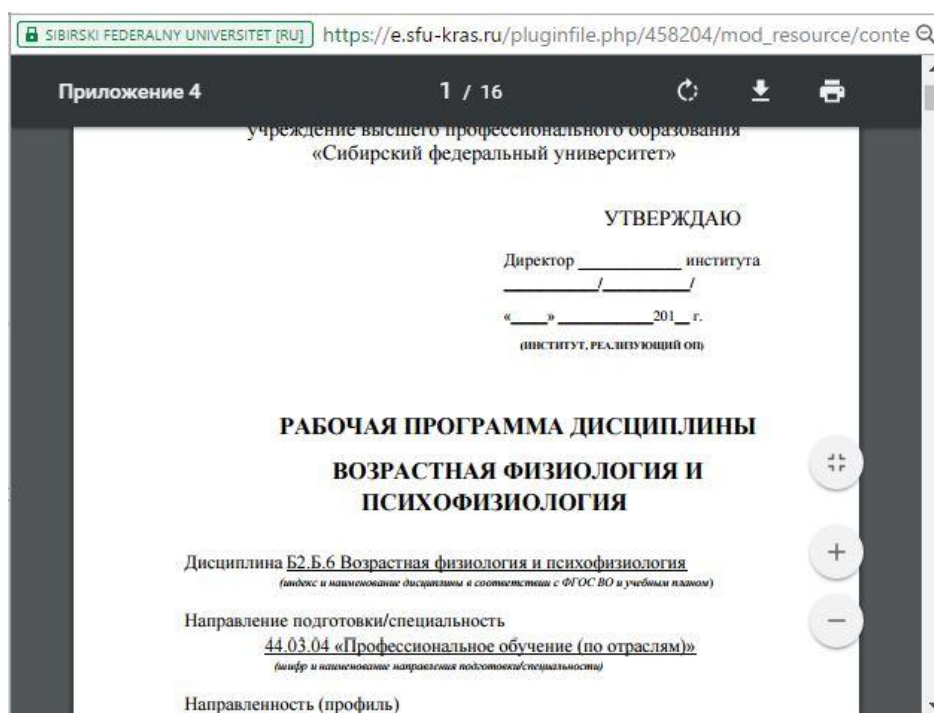 SIBIRSKI FEDERALNY UNIVERSITET [RU] https://e.sfu-kras.ru/pluginfile.php/458204/mod_resource/conte
Приложение 4 1 / 16
учреждение высшего профессионального образования
«Сибирский федеральный университет»
УТВЕРЖДАЮ
Директор ____________ института
___________/__________/
«____» ___________201__ г.
(ИНСТИТУТ, РЕАЛИЗУЮЩИЙ ОП)
РАБОЧАЯ ПРОГРАММА ДИСЦИПЛИНЫ
ВОЗРАСТНАЯ ФИЗИОЛОГИЯ И
ПСИХОФИЗИОЛОГИЯ
Дисциплина Б2.Б.6 Возрастная физиология и психофизиология
(индекс и наименование дисциплины в соответствии с ФГОС ВО и учебным планом)
Направление подготовки/специальность
44.03.04 «Профессиональное обучение (по отраслям)»
(шифр и наименование направления подготовки/специальности)
Направленность (профиль)